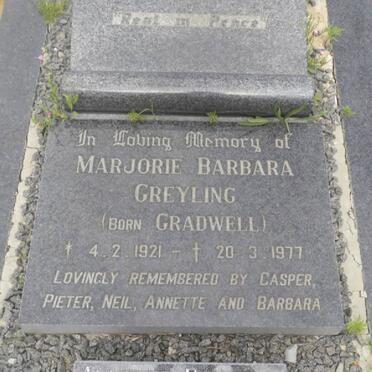 Rest in Peace
In Loving Memory of
MARJORIE BARBARA
GREYLING
(BORN GRADWELL)
* 4.2.1921 – † 20.3.1977
LOVINGLY REMEMBERED BY CASPER,
PIETER, NEIL, ANNETTE AND BARBARA